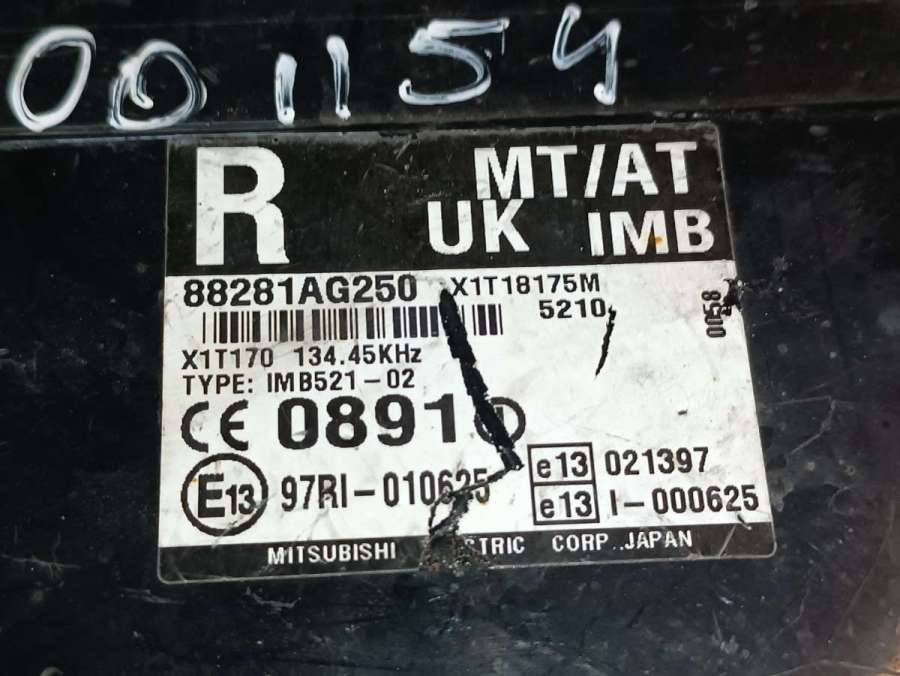 001154
R
MT/AT
UK IMB
88281AG250 X1T18175M
5210
8500
X1T170 134.45KHz
TYPE: IMB521-02
CE 0891
E13 97RI-010625
e13 021397
e13 I-000625
MITSUBISHI CORP. JAPAN